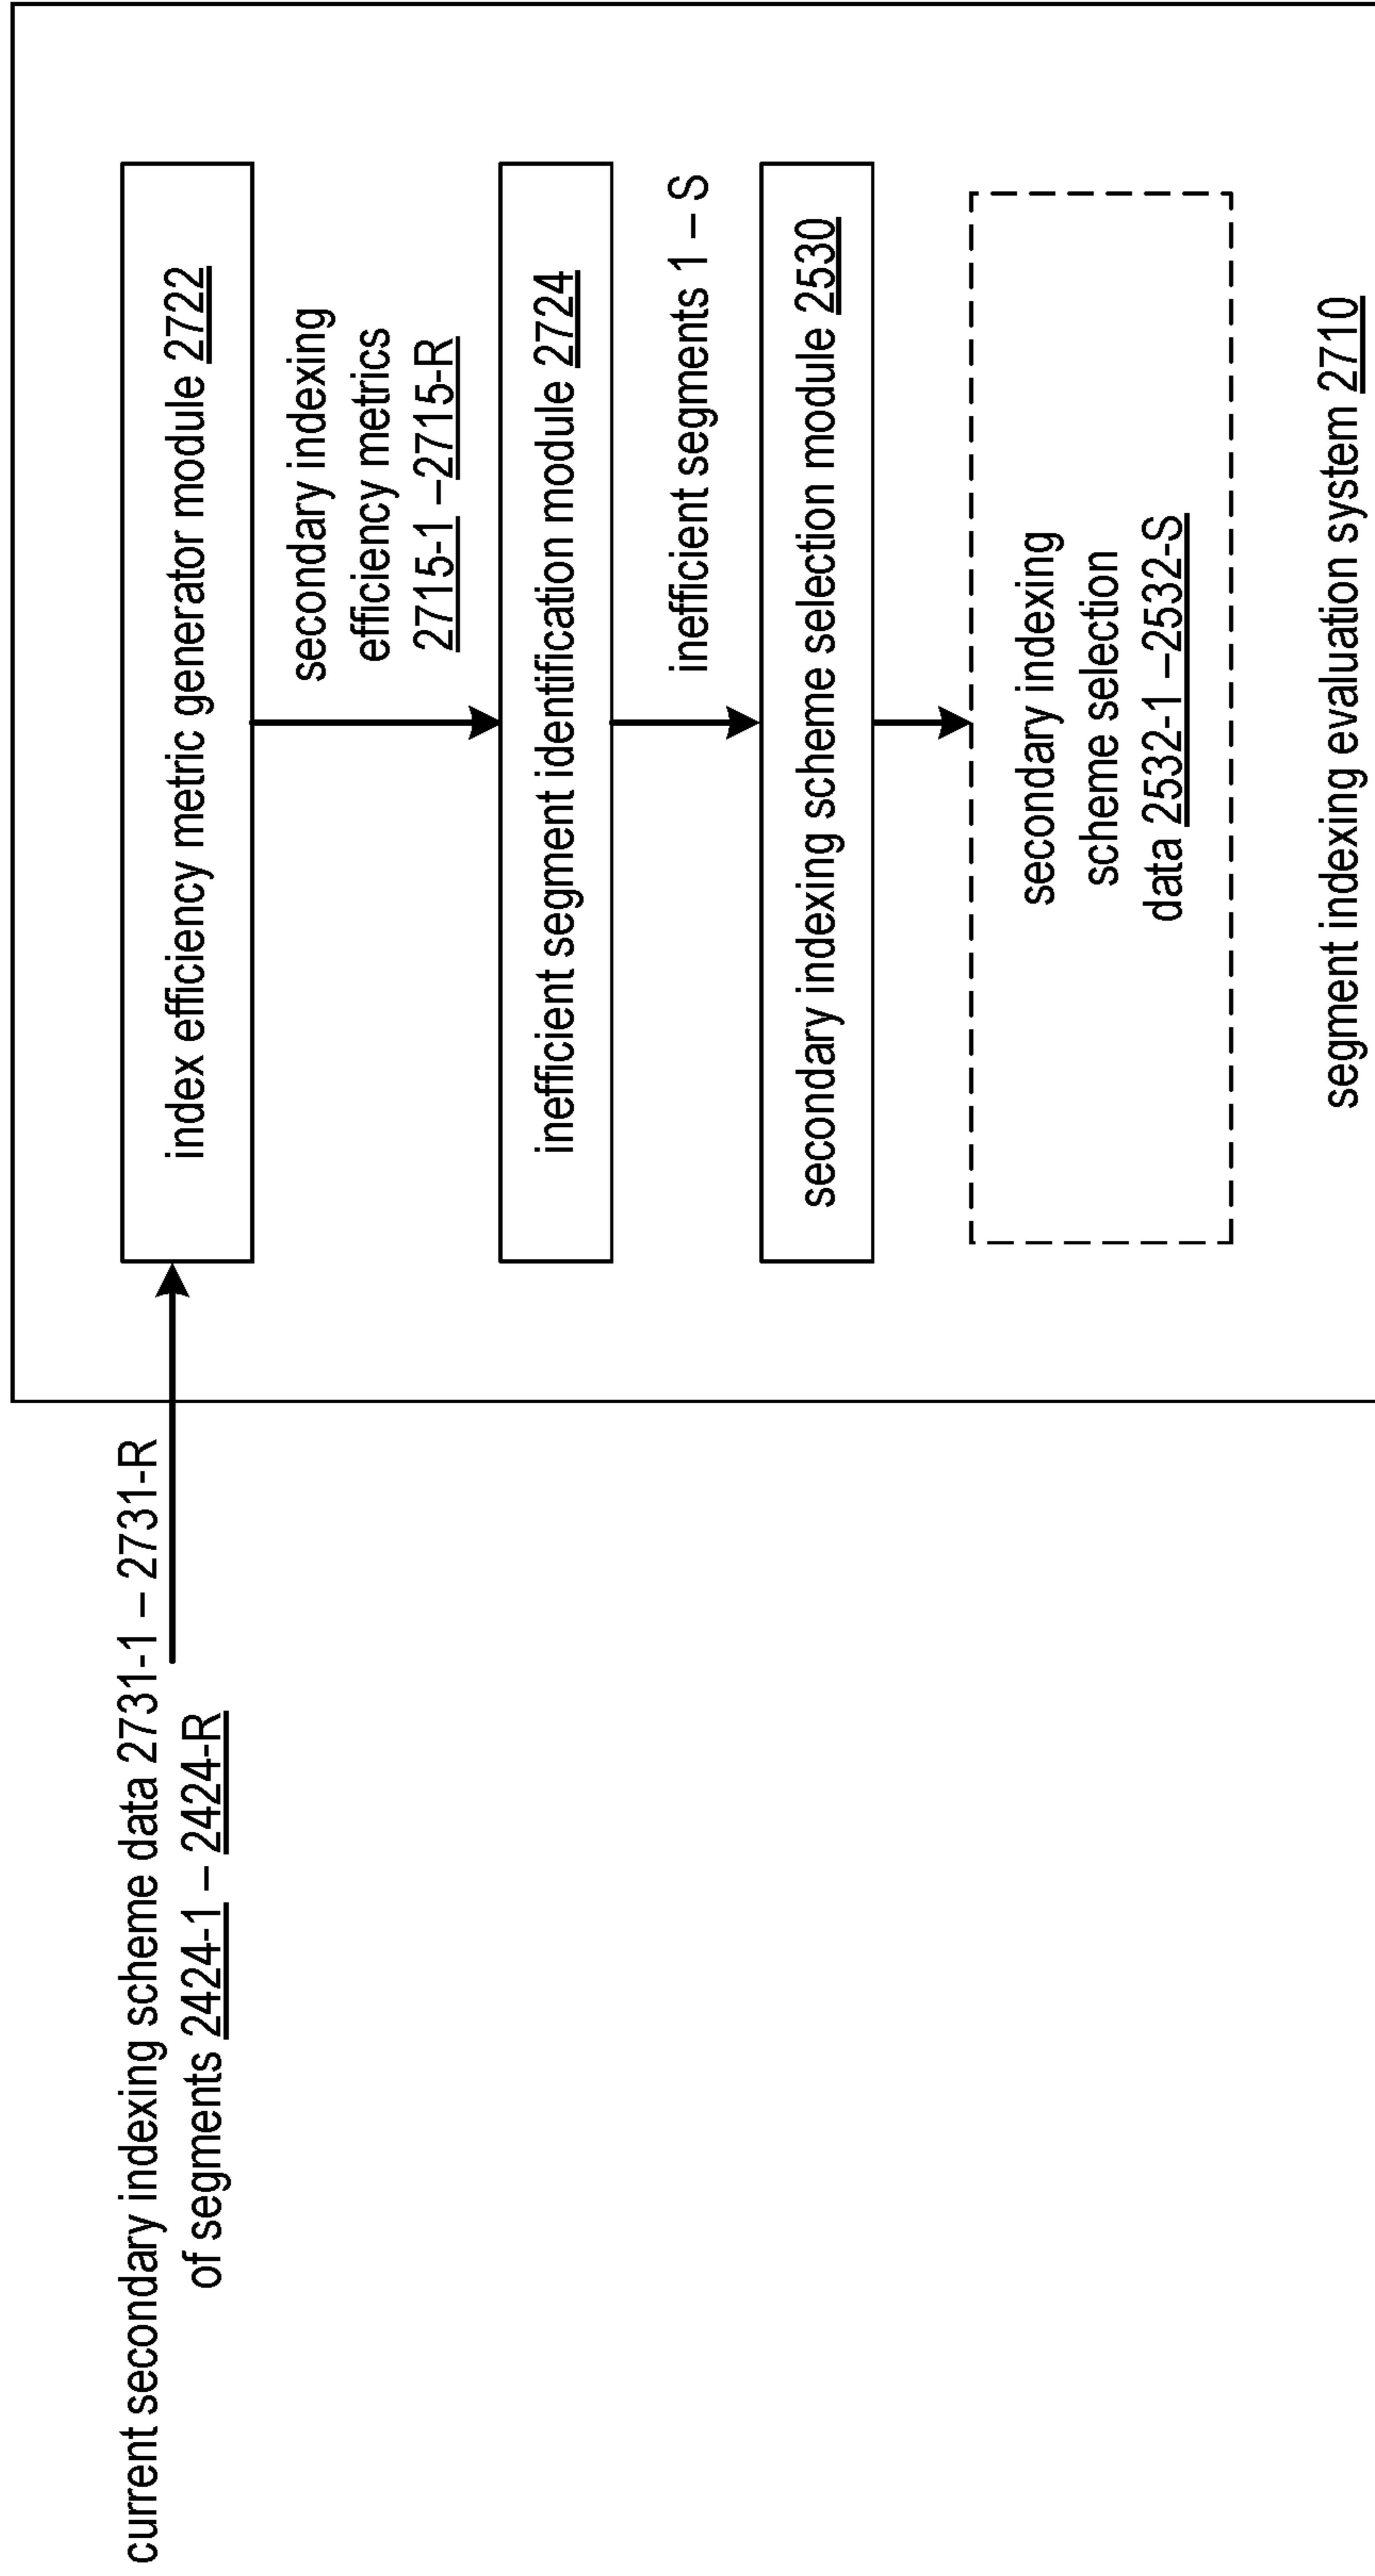 current secondary indexing scheme data 2731-1 – 2731-R
of segments 2424-1 – 2424-R
index efficiency metric generator module 2722
secondary indexing
efficiency metrics
2715-1 –2715-R
inefficient segment identification module 2724
inefficient segments 1 – S
secondary indexing scheme selection module 2530
secondary indexing
scheme selection
data 2532-1 –2532-S
segment indexing evaluation system 2710